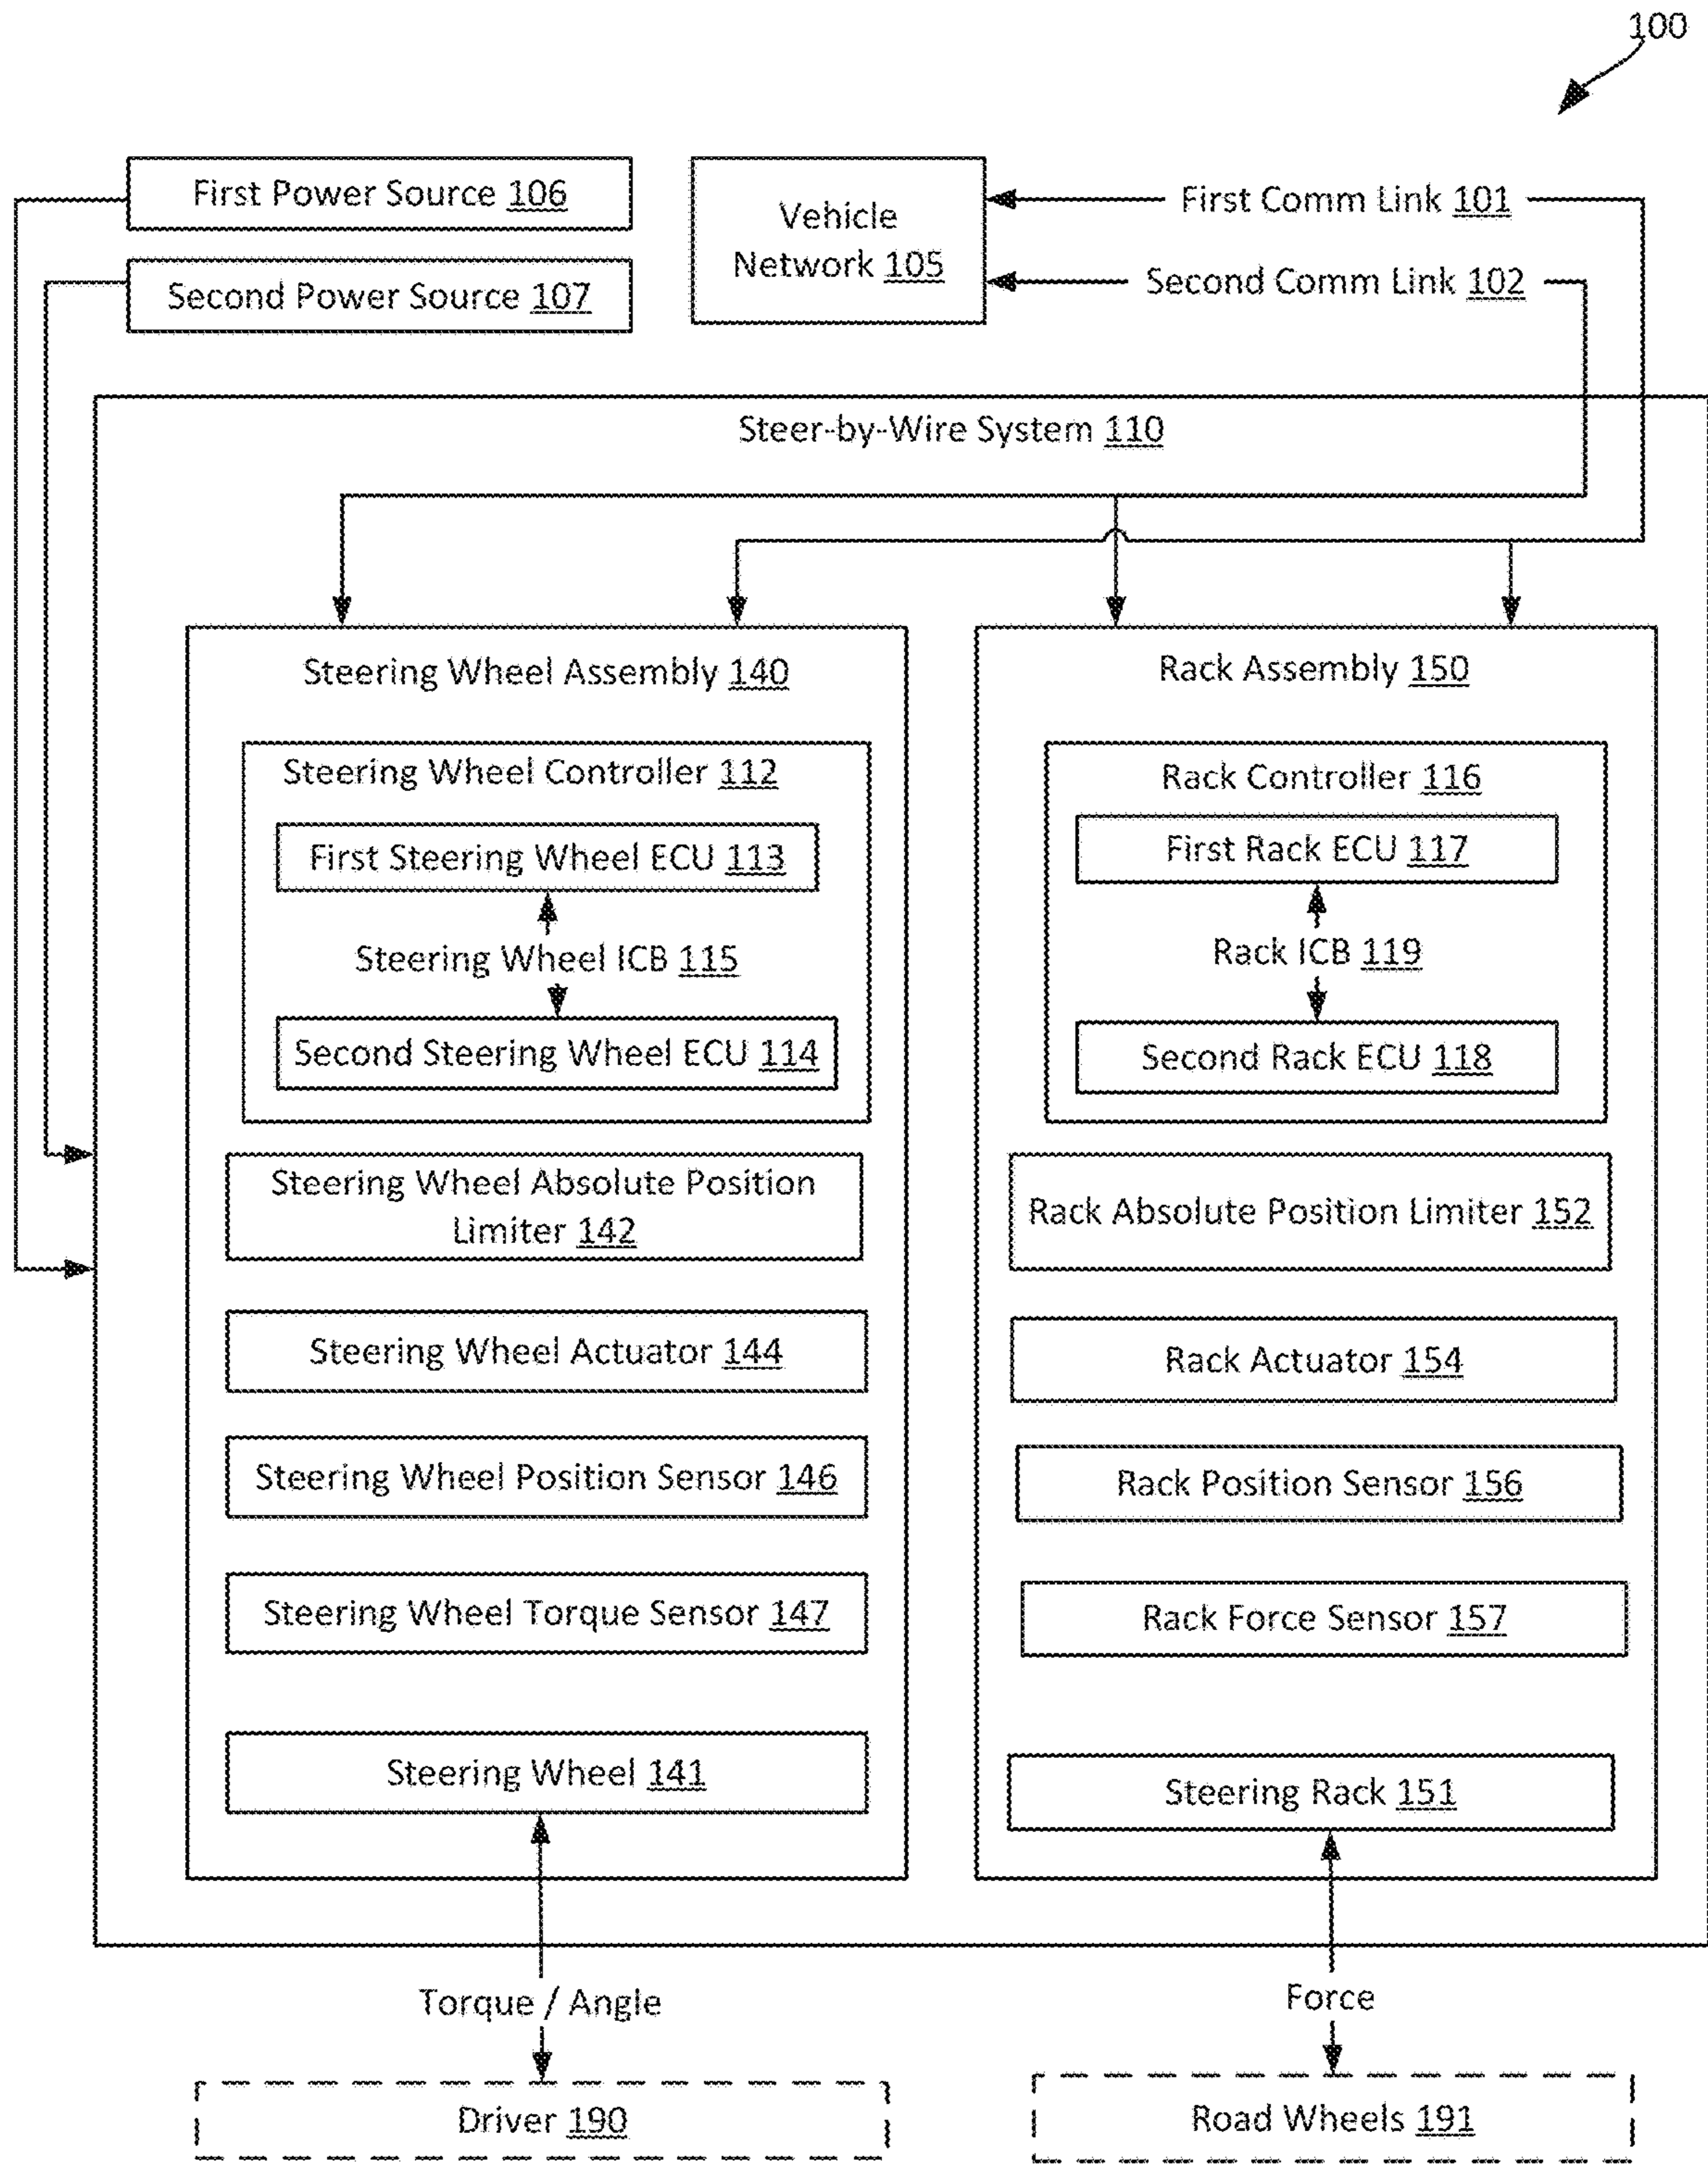 100
First Power Source 106
Vehicle
Network 105
First Comm Link 101
Second Comm Link 102
Second Power Source 107
Steer-by-Wire System 110
Steering Wheel Assembly 140
Steering Wheel Controller 112
First Steering Wheel ECU 113
Steering Wheel ICB 115
Second Steering Wheel ECU 114
Steering Wheel Absolute Position
Limiter 142
Steering Wheel Actuator 144
Steering Wheel Position Sensor 146
Steering Wheel Torque Sensor 147
Steering Wheel 141
Torque / Angle
Driver 190
Rack Assembly 150
Rack Controller 116
First Rack ECU 117
Rack ICB 119
Second Rack ECU 118
Rack Absolute Position Limiter 152
Rack Actuator 154
Rack Position Sensor 156
Rack Force Sensor 157
Steering Rack 151
Force
Road Wheels 191